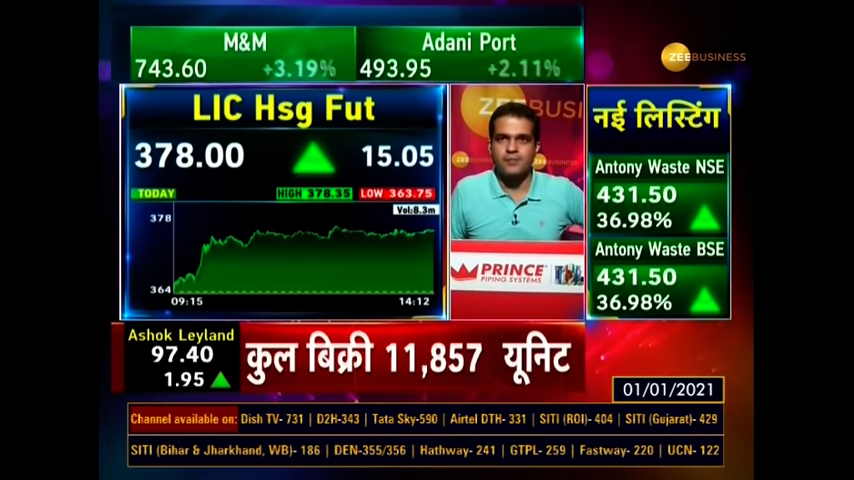 M&M
743.60 +3.19%
Adani Port
493.95 +2.11%
ZEEBUSINESS
LIC Hsg Fut
378.00 15.05
TODAY HIGH 378.35 LOW 363.75
Vol:8.3m
378
364
09:15 14:12
ZEEBUSI
ZEEBUSINESS
BUSINESS
PRINCE
PIPING SYSTEMS
नई लिस्टिंग
Antony Waste NSE
431.50
36.98%
Antony Waste BSE
431.50
36.98%
Ashok Leyland
97.40
1.95
कुल बिक्री 11,857 यूनिट
01/01/2021
Channel available on: Dish TV- 731 | D2H-343 | Tata Sky-590 | Airtel DTH- 331 | SITI (ROI)- 404 | SITI (Gujarat)- 429
SITI (Bihar & Jharkhand, WB)- 186 | DEN-355/356 | Hathway-241 | GTPL- 259 | Fastway-220 | UCN- 122